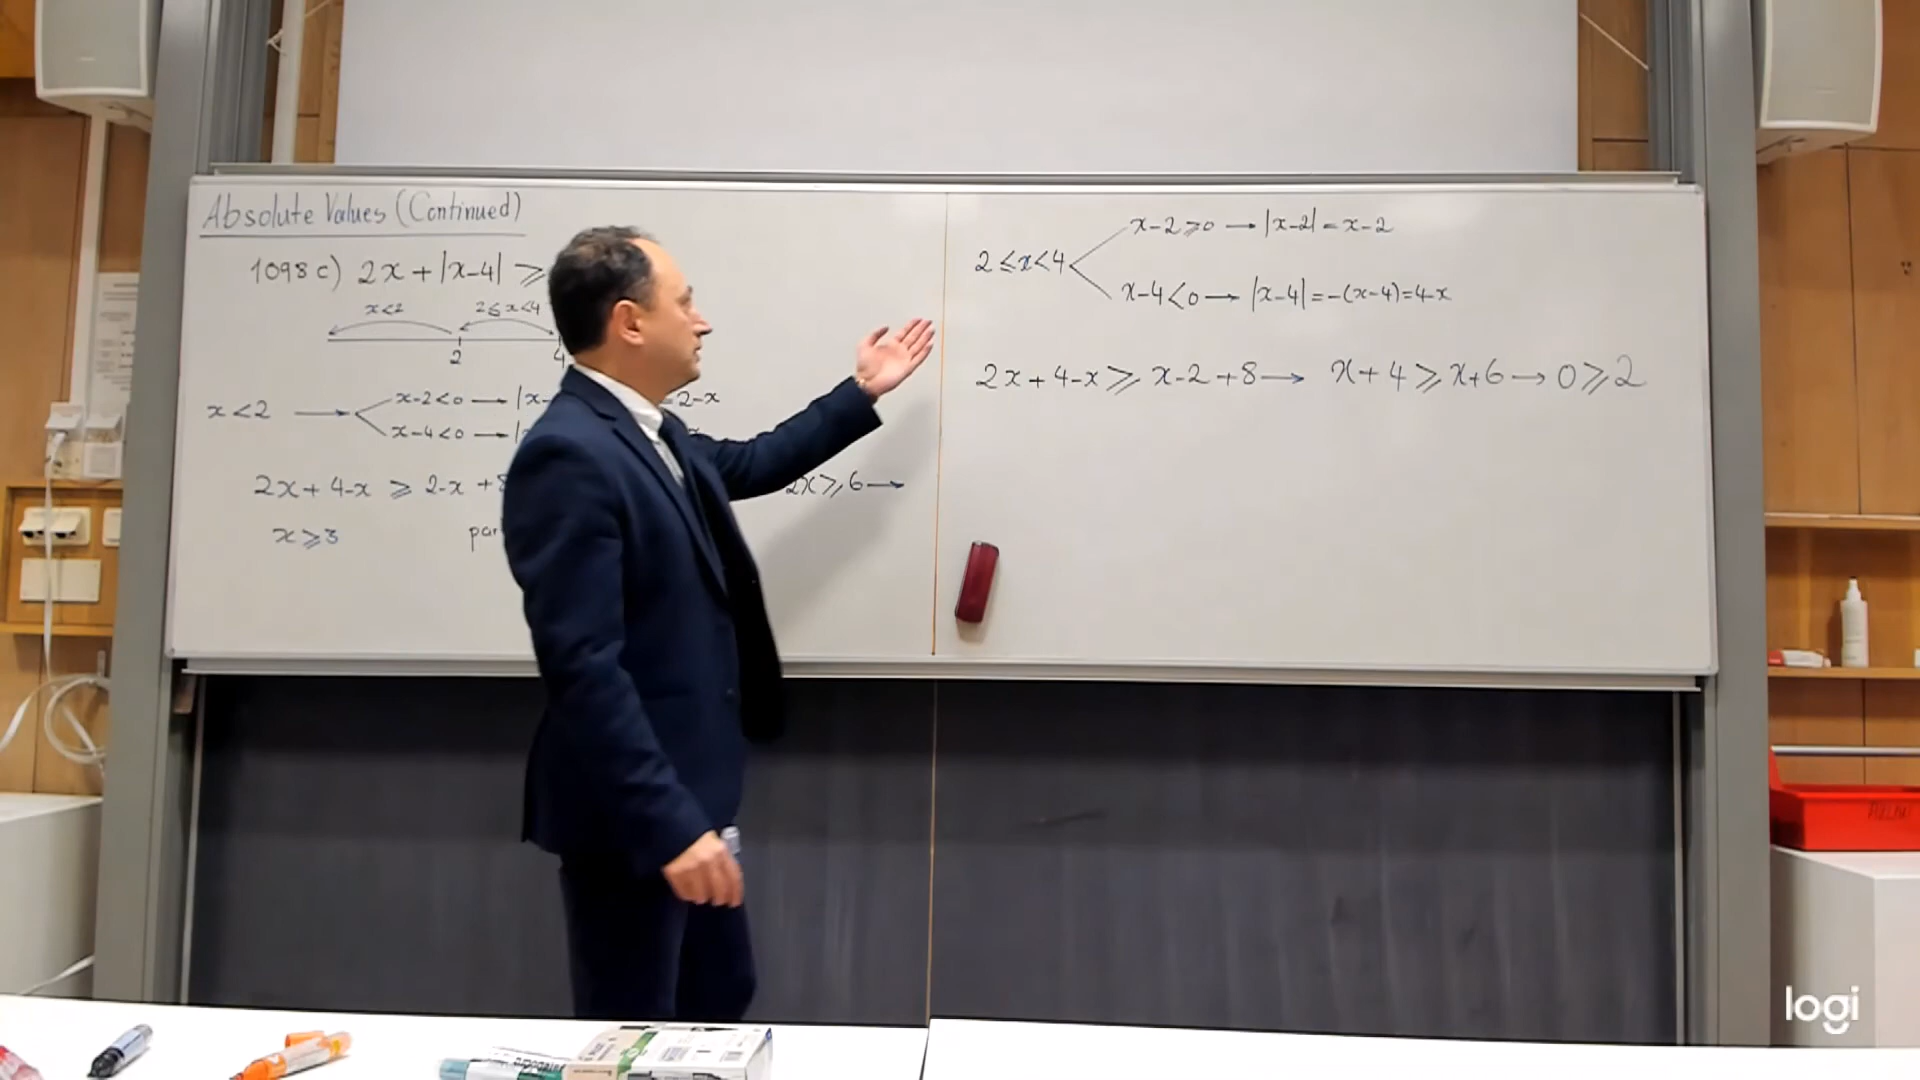 Absolute Values (Continued)
1098 c) 2x + |x-4| ≥
x<2 2≤x<4
2 4
x<2 → x-2<0 → |x- =2-x
x-4<0 → | x
2x+4-x ≥ 2-x+8 2x≥6 →
x≥3
2≤x<4 x-2≥0 → |x-2|=x-2
x-4<0 → |x-4|=-(x-4)=4-x
2x+4-x ≥ x-2+8 → x+4 ≥ x+6 → 0≥2
logi